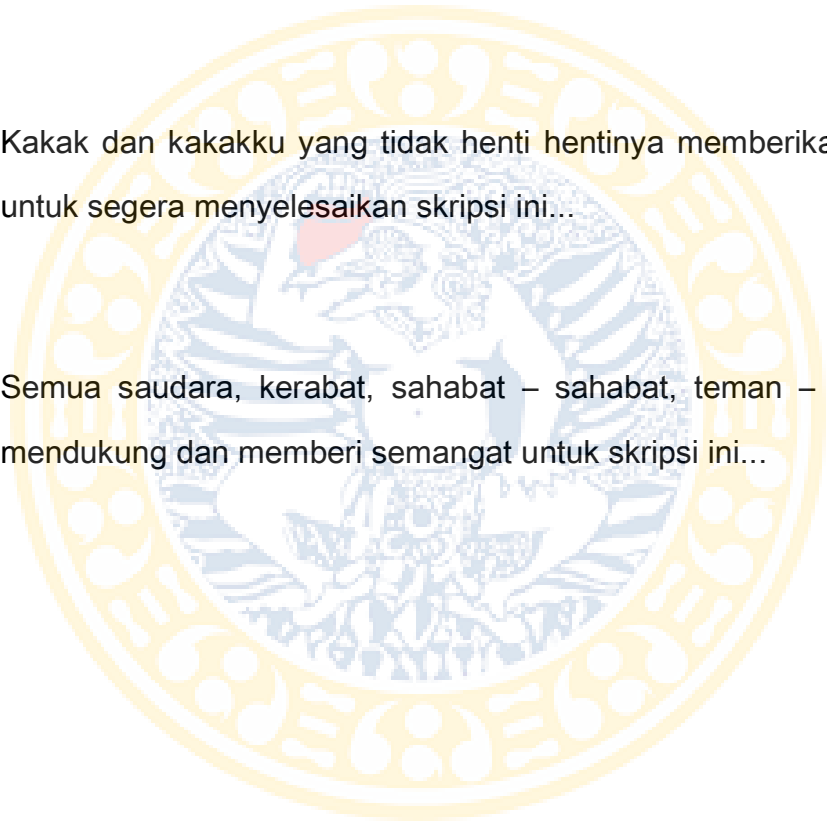 Kakak dan kakakku yang tidak henti hentinya memberika
untuk segera menyelesaikan skripsi ini...
Semua saudara, kerabat, sahabat – sahabat, teman –
mendukung dan memberi semangat untuk skripsi ini...